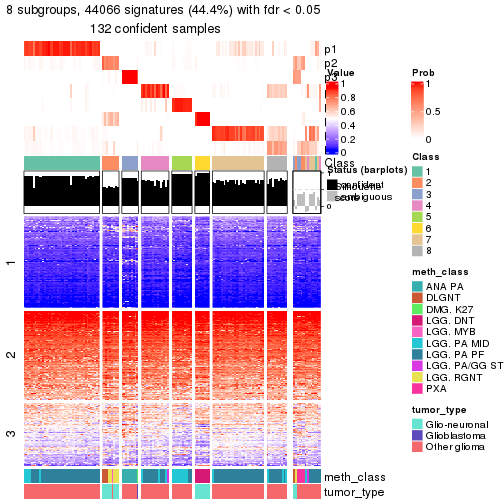 8 subgroups, 44066 signatures (44.4%) with fdr < 0.05
132 confident samples
p1
p2
p3
Class
1
2
3
meth_class
tumor_type
Value
1
0.8
0.6
0.4
0.2
0
Status (barplots)
confident
ambiguous
0
Prob
1
0.5
0
Class
1
2
3
4
5
6
7
8
meth_class
ANA PA
DLGNT
DMG, K27
LGG, DNT
LGG, MYB
LGG, PA MID
LGG, PA PF
LGG, PA/GG ST
LGG, RGNT
PXA
tumor_type
Glio-neuronal
Glioblastoma
Other glioma